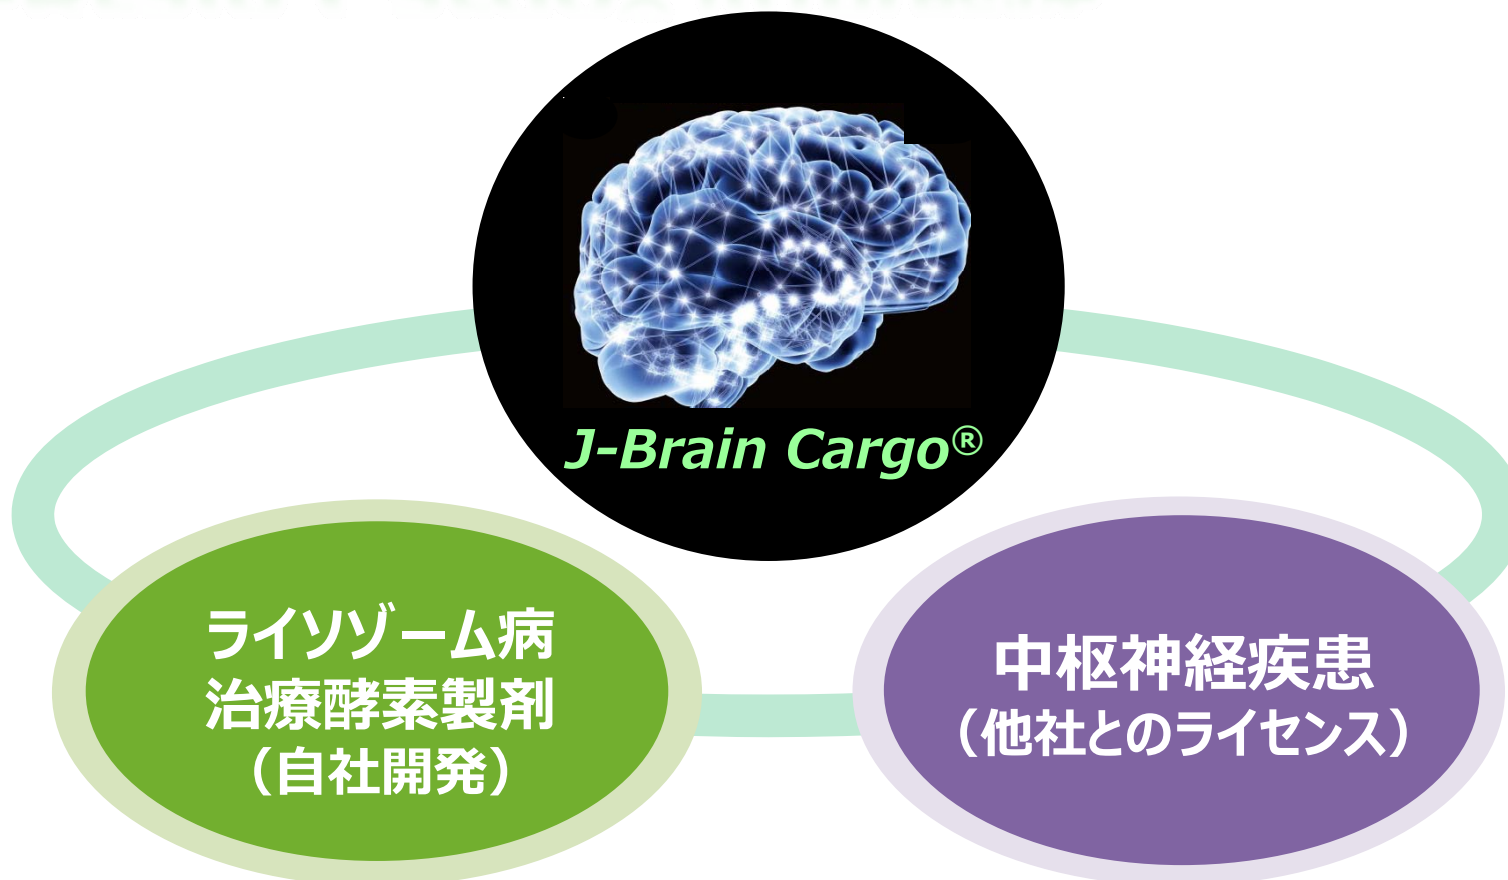 J-Brain Cargo®
ライソゾーム病
治療酵素製剤
（自社開発）
中枢神経疾患
（他社とのライセンス）